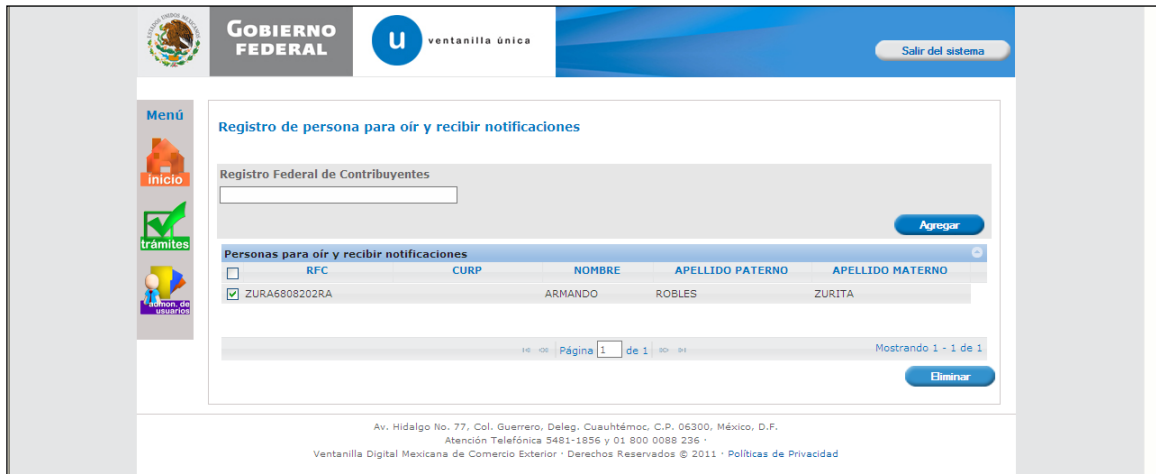 GOBIERNO
FEDERAL
u ventanilla única
Salir del sistema
Menú
inicio
trámites
admon. de
usuarios
Registro de persona para oír y recibir notificaciones
Registro Federal de Contribuyentes
Agregar
Personas para oír y recibir notificaciones
RFC CURP NOMBRE APELLIDO PATERNO APELLIDO MATERNO
ZURA6808202RA ARMANDO ROBLES ZURITA
Página 1 de 1 Mostrando 1 - 1 de 1
Eliminar
Av. Hidalgo No. 77, Col. Guerrero, Deleg. Cuauhtémoc, C.P. 06300, México, D.F.
Atención Telefónica 5481-1856 y 01 800 0088 236 ·
Ventanilla Digital Mexicana de Comercio Exterior · Derechos Reservados © 2011 · Políticas de Privacidad